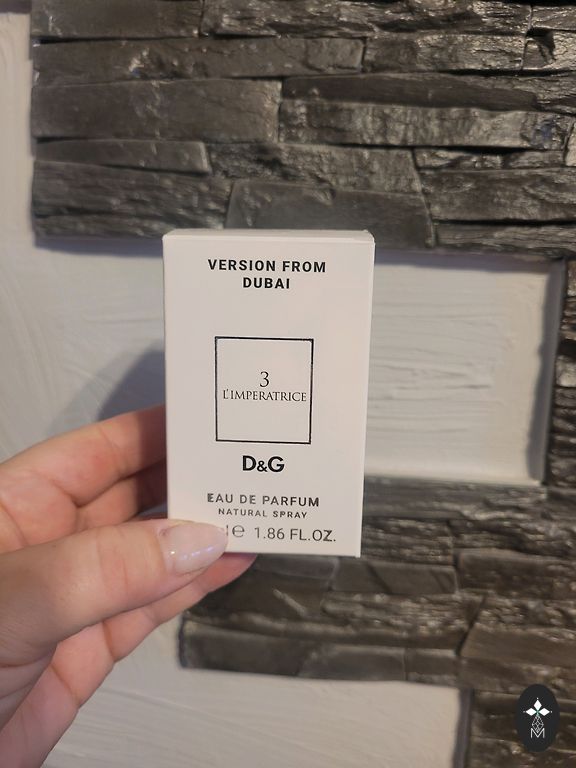 VERSION FROM
DUBAI
3
L'IMPERATRICE
D&G
EAU DE PARFUM
NATURAL SPRAY
1.86 FL.OZ.
M